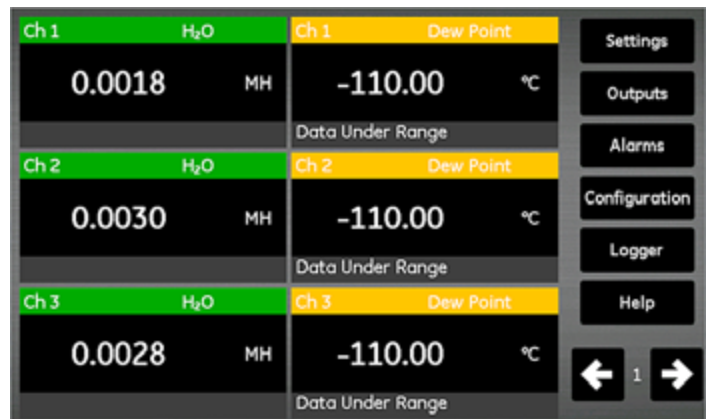 Ch 1 H₂O
0.0018 MH
Ch 1 Dew Point
-110.00 °C
Data Under Range
Ch 2 H₂O
0.0030 MH
Ch 2 Dew Point
-110.00 °C
Data Under Range
Ch 3 H₂O
0.0028 MH
Ch 3 Dew Point
-110.00 °C
Data Under Range
Settings
Outputs
Alarms
Configuration
Logger
Help
1